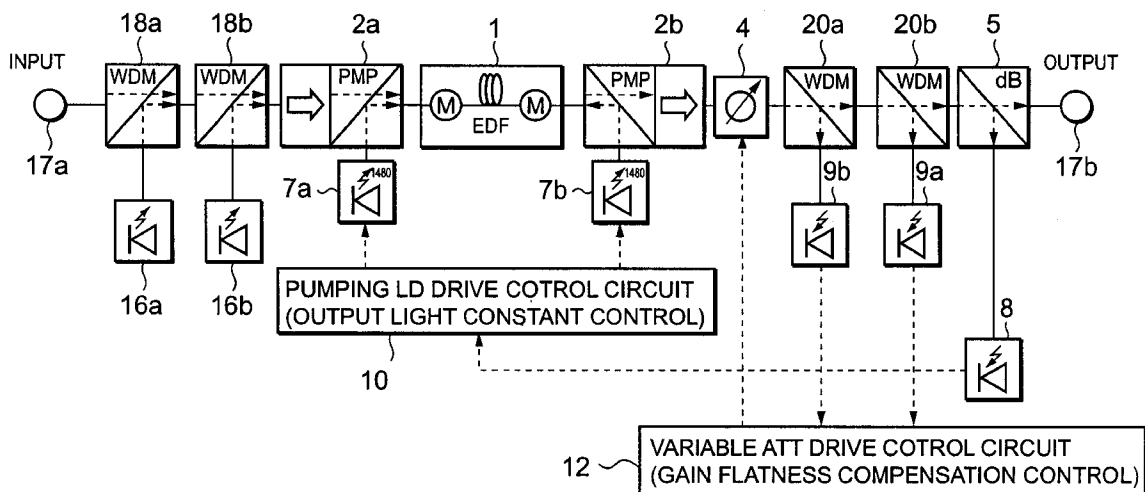 18a
18b
2a
1
2b
4
20a
20b
5
INPUT
WDM
WDM
PMP
M
EDF
M
PMP
WDM
WDM
dB
OUTPUT
17a
17b
7a
1480
7b
1480
9b
9a
16a
16b
PUMPING LD DRIVE COTROL CIRCUIT
(OUTPUT LIGHT CONSTANT CONTROL)
8
10
12
VARIABLE ATT DRIVE COTROL CIRCUIT
(GAIN FLATNESS COMPENSATION CONTROL)